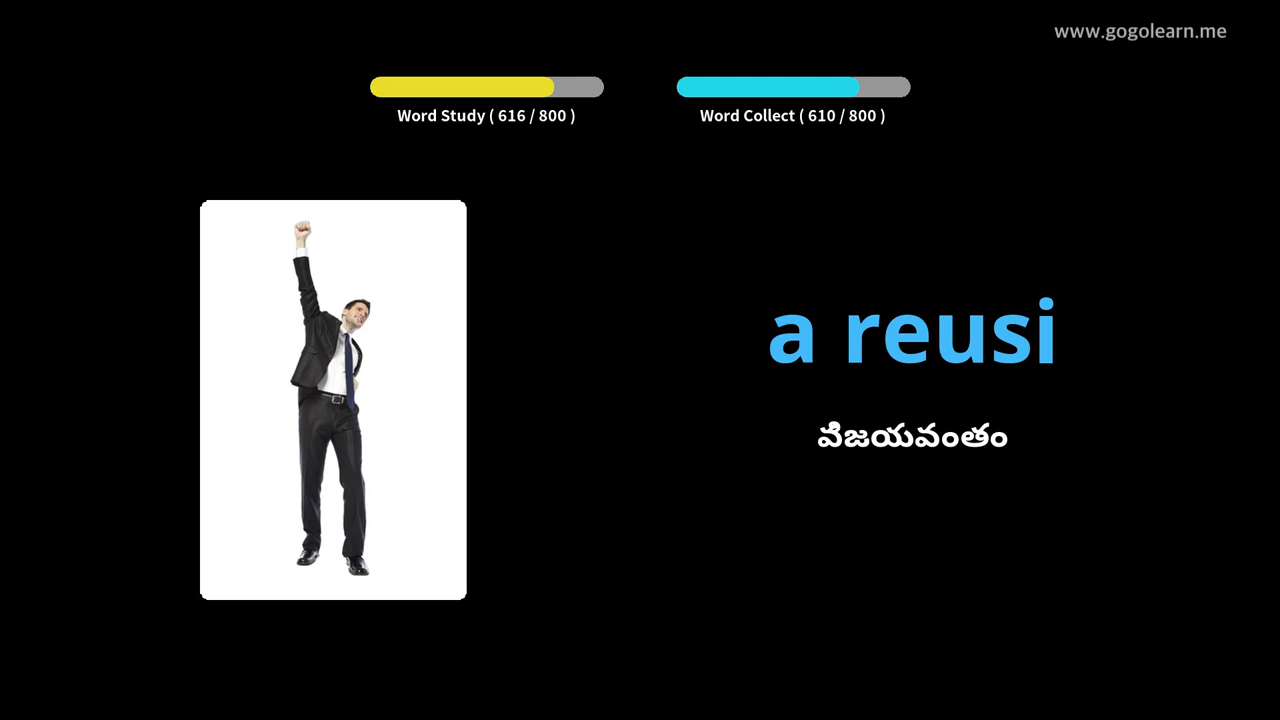 www.gogolearn.me
Word Study ( 616 / 800 )
Word Collect ( 610 / 800 )
a reusi
విజయవంతం